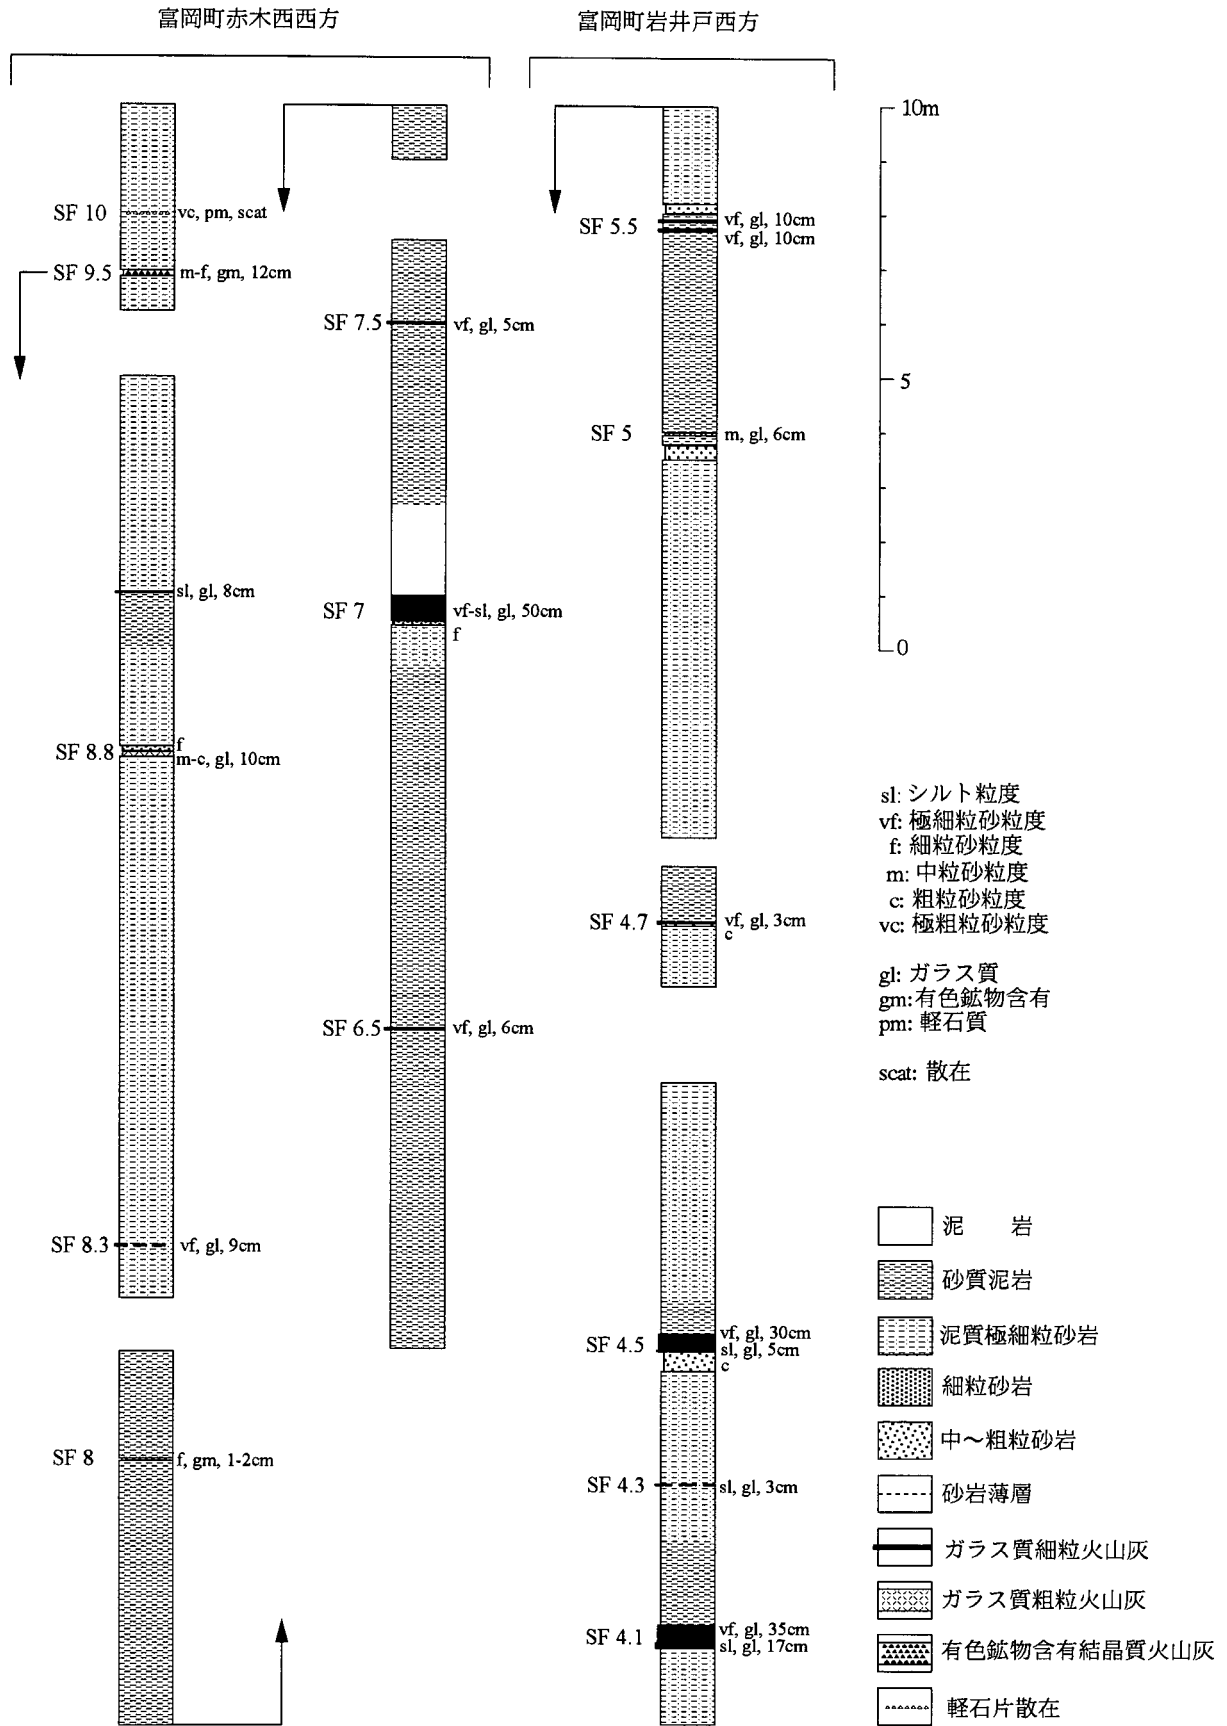 富岡町赤木西西方
富岡町岩井戸西方
SF 10
vc, pm, scat
SF 9.5
m-f, gm, 12cm
sl, gl, 8cm
SF 8.8
f
m-c, gl, 10cm
SF 8.3
vf, gl, 9cm
SF 8
f, gm, 1-2cm
SF 7.5
vf, gl, 5cm
SF 7
vf-sl, gl, 50cm
f
SF 6.5
vf, gl, 6cm
SF 5.5
vf, gl, 10cm
vf, gl, 10cm
SF 5
m, gl, 6cm
SF 4.7
vf, gl, 3cm
c
SF 4.5
vf, gl, 30cm
sl, gl, 5cm
c
SF 4.3
sl, gl, 3cm
SF 4.1
vf, gl, 35cm
sl, gl, 17cm
10m
5
0
sl: シルト粒度
vf: 極細粒砂粒度
f: 細粒砂粒度
m: 中粒砂粒度
c: 粗粒砂粒度
vc: 極粗粒砂粒度
gl: ガラス質
gm:有色鉱物含有
pm: 軽石質
scat: 散在
泥　岩
砂質泥岩
泥質極細粒砂岩
細粒砂岩
中〜粗粒砂岩
砂岩薄層
ガラス質細粒火山灰
ガラス質粗粒火山灰
有色鉱物含有結晶質火山灰
軽石片散在